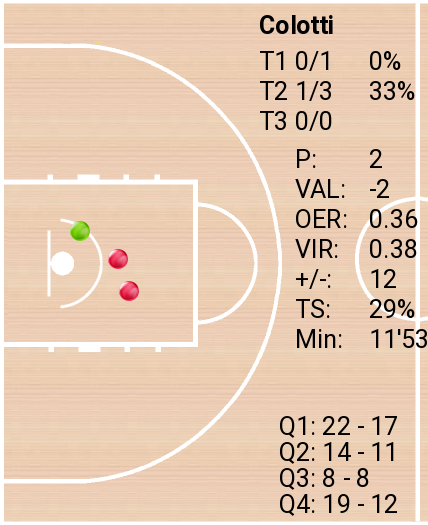 Colotti
T1 0/1 0%
T2 1/3 33%
T3 0/0
P: 2
VAL: -2
OER: 0.36
VIR: 0.38
+/-: 12
TS: 29%
Min: 11'53
Q1: 22 - 17
Q2: 14 - 11
Q3: 8 - 8
Q4: 19 - 12